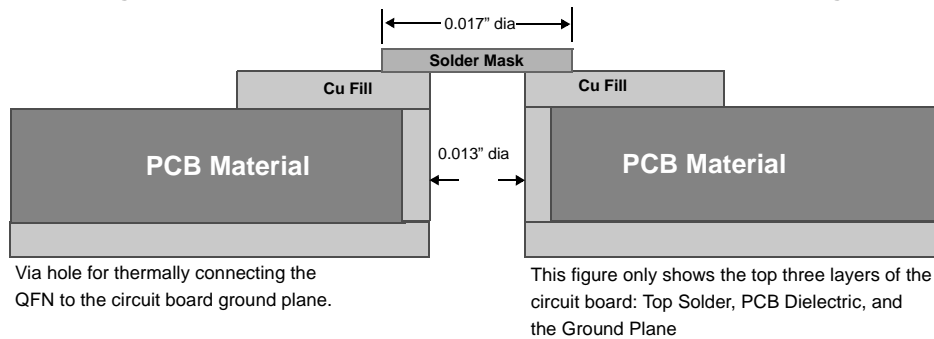 0.017” dia
Solder Mask
Cu Fill
Cu Fill
PCB Material
0.013” dia
PCB Material
Via hole for thermally connecting the
QFN to the circuit board ground plane.
This figure only shows the top three layers of the
circuit board: Top Solder, PCB Dielectric, and
the Ground Plane